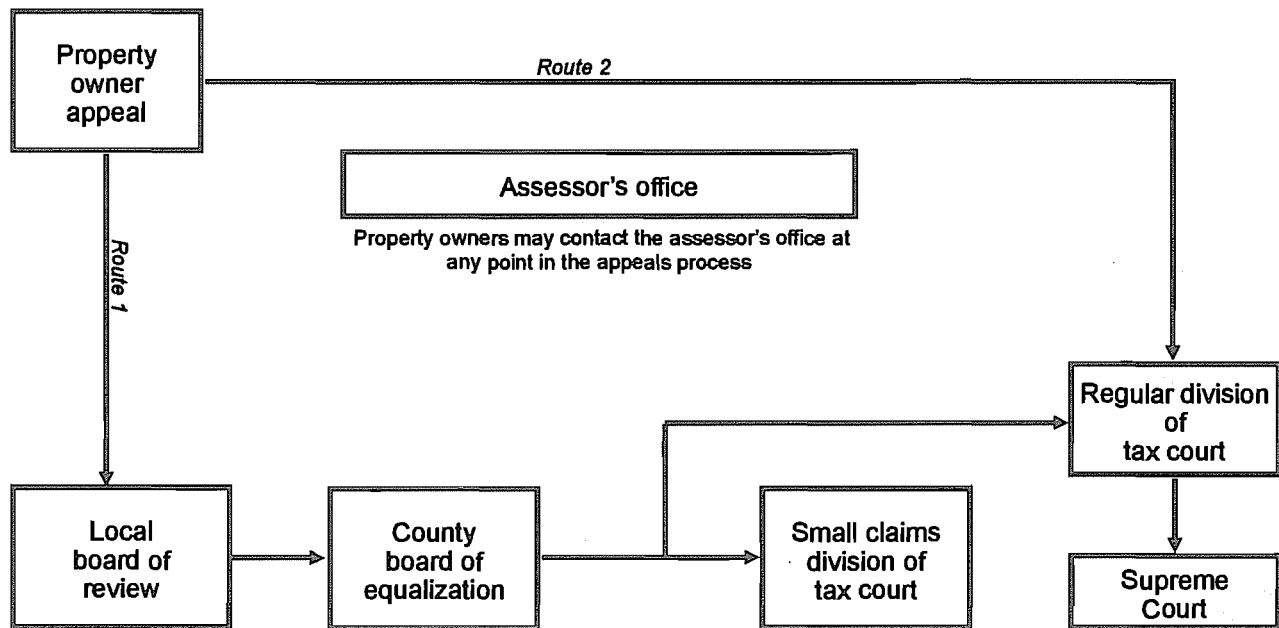 Property
owner
appeal
Route 2
Assessor's office
Property owners may contact the assessor's office at
any point in the appeals process
Route 1
Regular division
of
tax court
Local
board of
review
County
board of
equalization
Small claims
division of
tax court
Supreme
Court